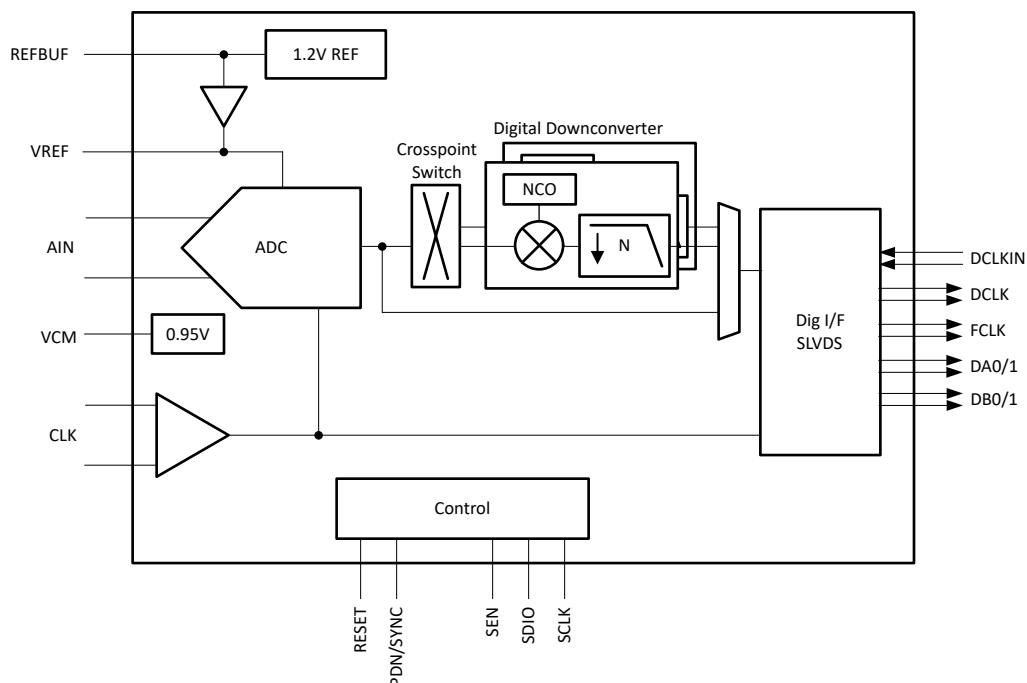 REFBUF
1.2V REF
VREF
Digital Downconverter
Crosspoint
Switch
NCO
AIN
ADC
N
DCLKIN
DCLK
VCM
0.95V
Dig I/F
SLVDS
FCLK
DA0/1
DB0/1
CLK
Control
RESET
PDN/SYNC
SEN
SDIO
SCLK